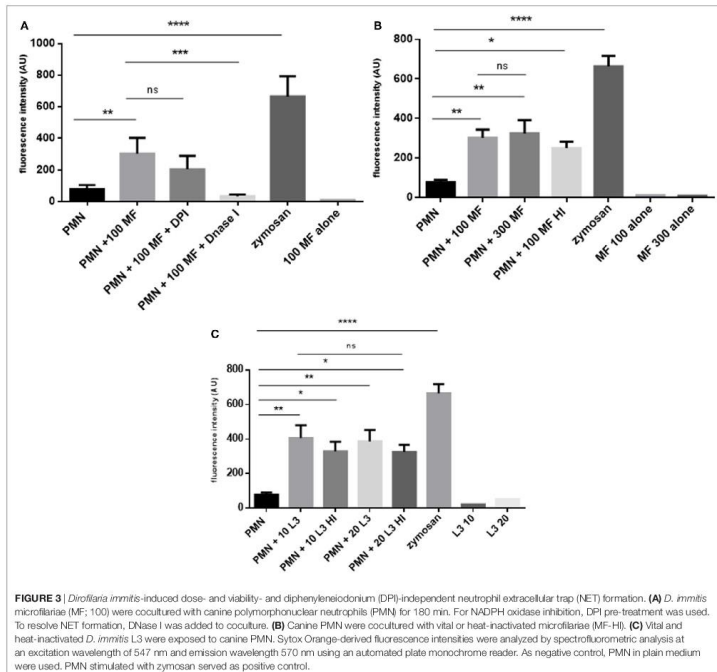 A
****
***
ns
**
fluorescence intensity (AU)
1000
800
600
400
200
0
PMN
PMN +100 MF
PMN + 100 MF + DPI
PMN + 100 MF + Dnase I
zymosan
100 MF alone
B
****
*
ns
**
**
fluorescence intensity (AU)
800
600
400
200
0
PMN
PMN + 100 MF
PMN + 300 MF
PMN + 100 MF HI
zymosan
MF 100 alone
MF 300 alone
C
****
ns
*
**
*
**
fluorescence intensity (AU)
800
600
400
200
0
PMN
PMN + 10 L3
PMN + 10 L3 HI
PMN + 20 L3
PMN + 20 L3 HI
zymosan
L3 10
L3 20
FIGURE 3 | Dirofilaria immitis-induced dose- and viability- and diphenyleneiodonium (DPI)-independent neutrophil extracellular trap (NET) formation. (A) D. immitis
microfilariae (MF; 100) were cocultured with canine polymorphonuclear neutrophils (PMN) for 180 min. For NADPH oxidase inhibition, DPI pre-treatment was used.
To resolve NET formation, DNase I was added to coculture. (B) Canine PMN were cocultured with vital or heat-inactivated microfilariae (MF-HI). (C) Vital and
heat-inactivated D. immitis L3 were exposed to canine PMN. Sytox Orange-derived fluorescence intensities were analyzed by spectrofluorometric analysis at
an excitation wavelength of 547 nm and emission wavelength 570 nm using an automated plate monochrome reader. As negative control, PMN in plain medium
were used. PMN stimulated with zymosan served as positive control.